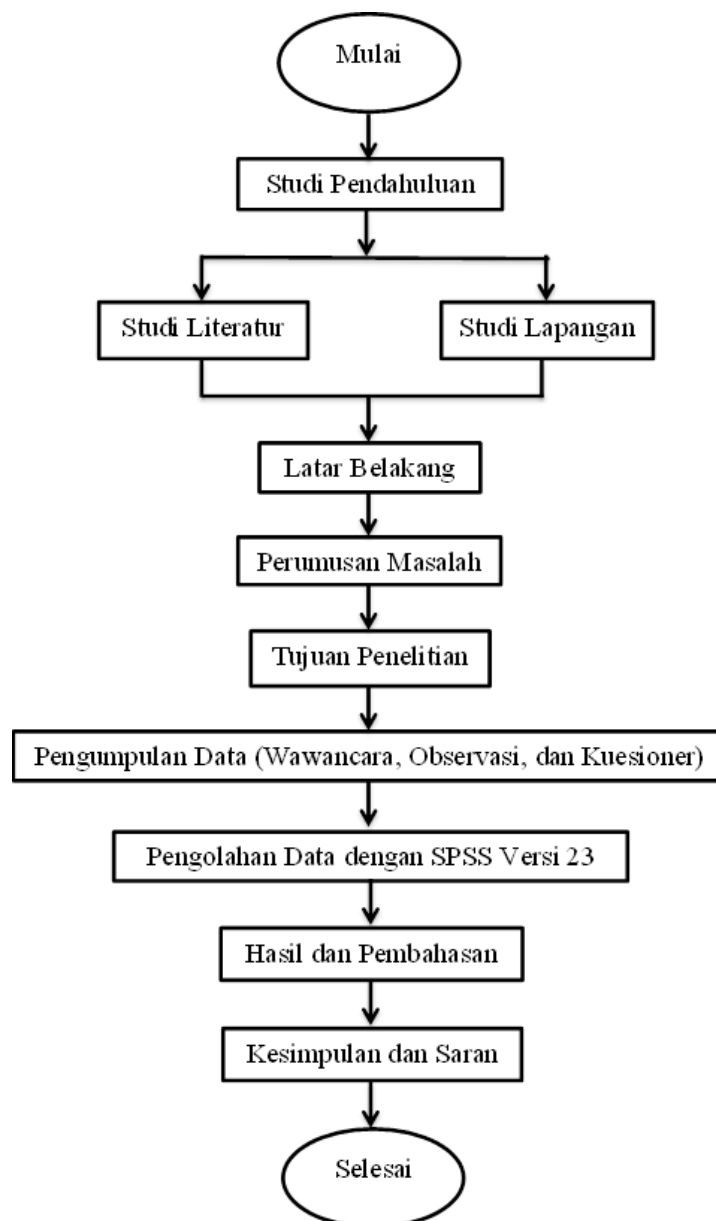 Mulai
Studi Pendahuluan
Studi Literatur
Studi Lapangan
Latar Belakang
Perumusan Masalah
Tujuan Penelitian
Pengumpulan Data (Wawancara, Observasi, dan Kuesioner)
Pengolahan Data dengan SPSS Versi 23
Hasil dan Pembahasan
Kesimpulan dan Saran
Selesai